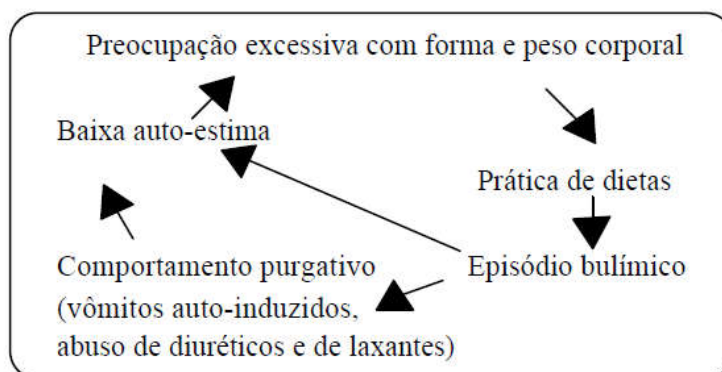 Preocupação excessiva com forma e peso corporal
Baixa auto-estima
Prática de dietas
Comportamento purgativo
(vômitos auto-induzidos,
abuso de diuréticos e de laxantes)
Episódio bulímico